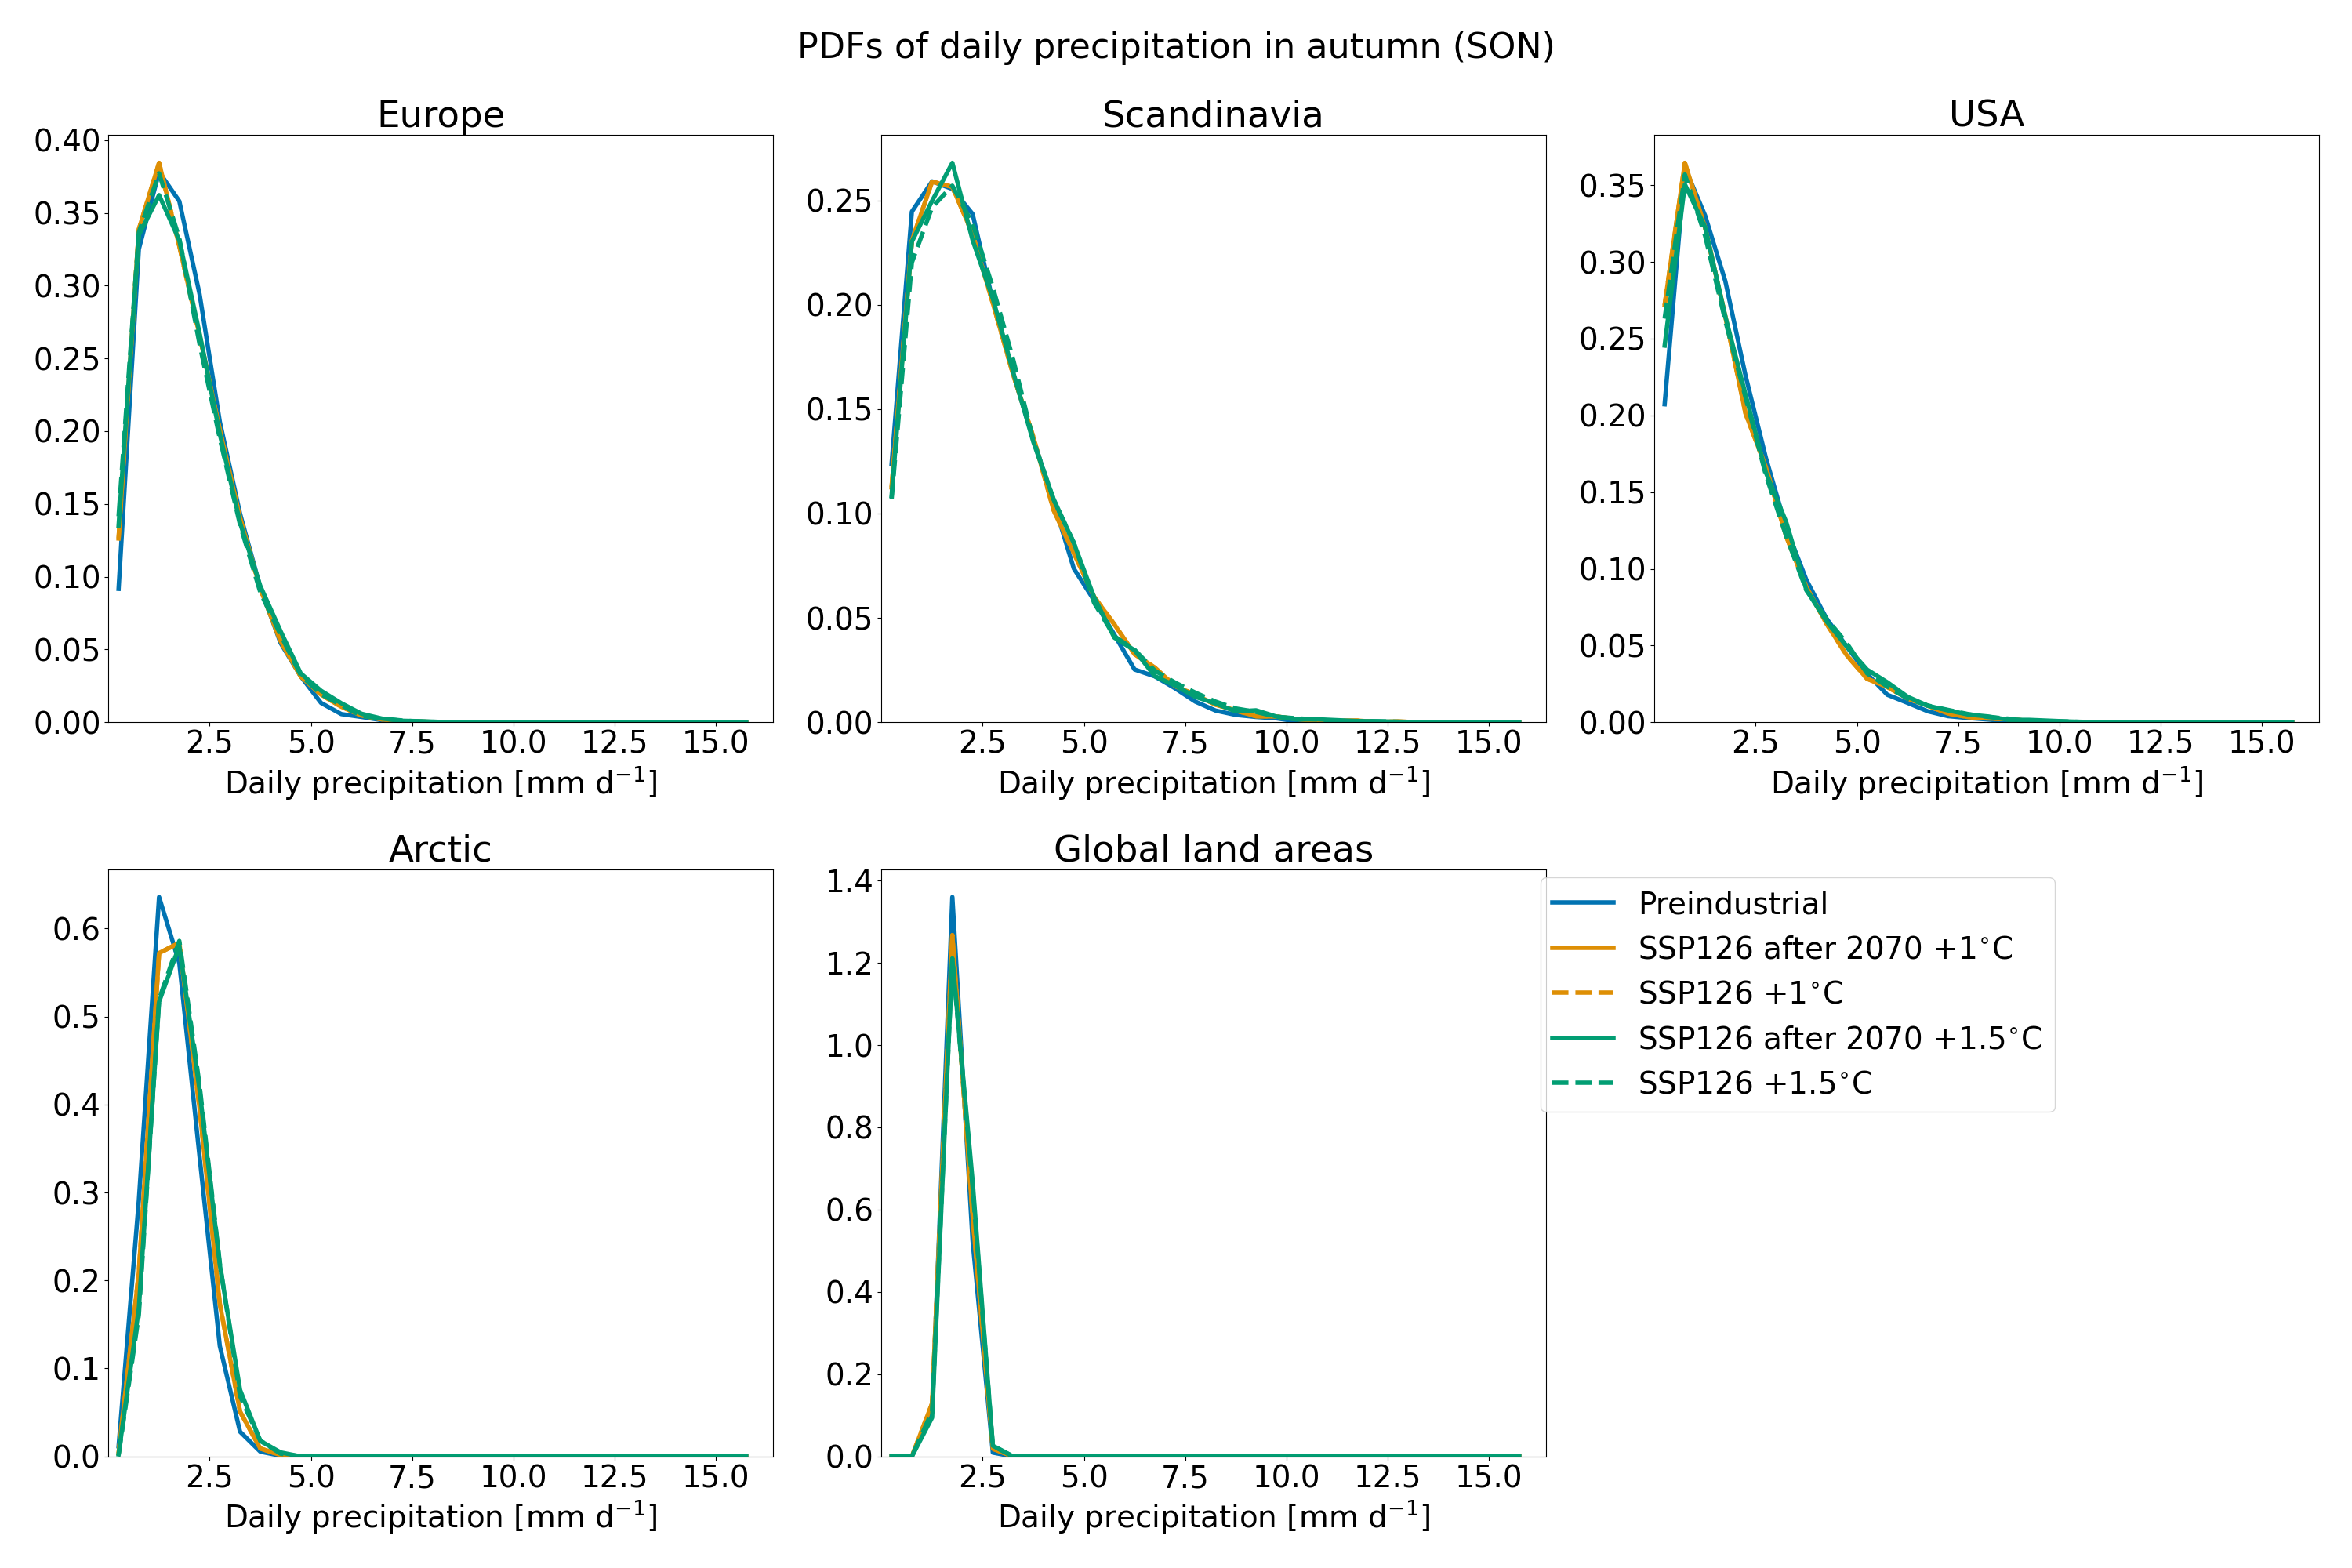 PDFs of daily precipitation in autumn (SON)
Europe
0.40
0.35
0.30
0.25
0.20
0.15
0.10
0.05
0.00
2.5 5.0 7.5 10.0 12.5 15.0
Daily precipitation [mm d⁻¹]
Scandinavia
0.25
0.20
0.15
0.10
0.05
0.00
2.5 5.0 7.5 10.0 12.5 15.0
Daily precipitation [mm d⁻¹]
USA
0.35
0.30
0.25
0.20
0.15
0.10
0.05
0.00
2.5 5.0 7.5 10.0 12.5 15.0
Daily precipitation [mm d⁻¹]
Arctic
0.6
0.5
0.4
0.3
0.2
0.1
0.0
2.5 5.0 7.5 10.0 12.5 15.0
Daily precipitation [mm d⁻¹]
Global land areas
1.4
1.2
1.0
0.8
0.6
0.4
0.2
0.0
2.5 5.0 7.5 10.0 12.5 15.0
Daily precipitation [mm d⁻¹]
Preindustrial
SSP126 after 2070 +1°C
SSP126 +1°C
SSP126 after 2070 +1.5°C
SSP126 +1.5°C